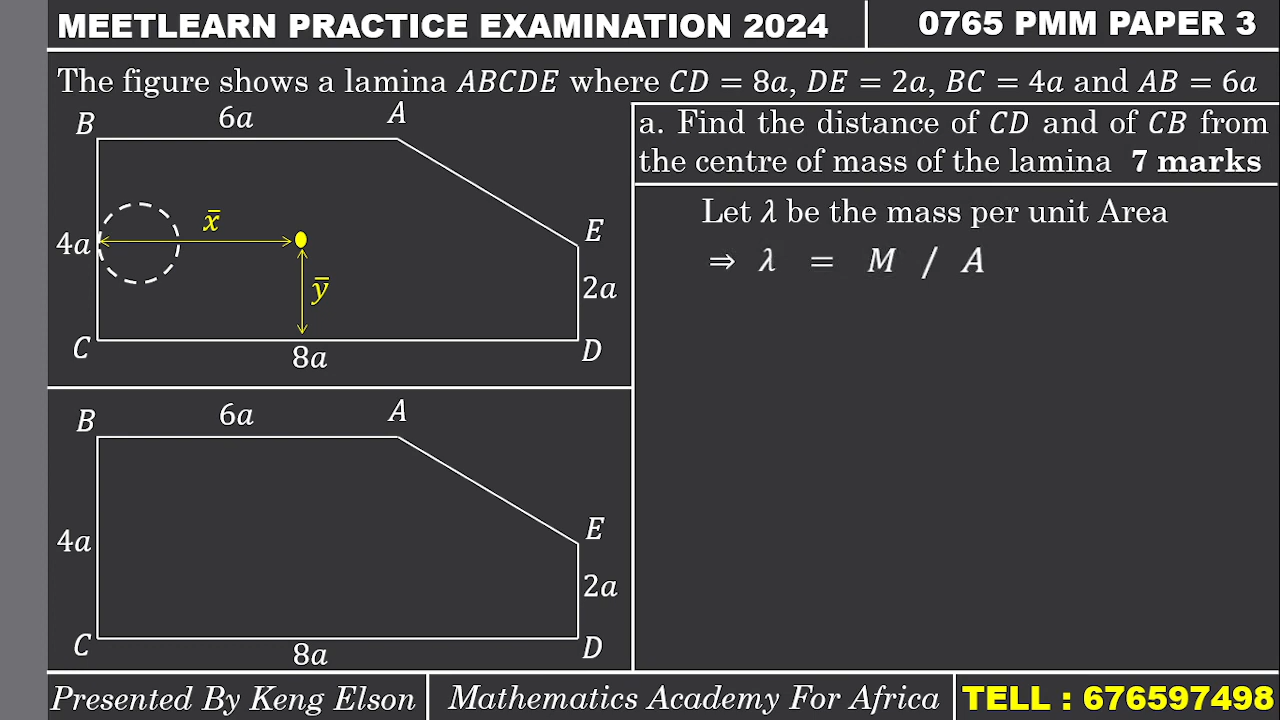 MEETLEARN PRACTICE EXAMINATION 2024
0765 PMM PAPER 3
The figure shows a lamina ABCDE where CD = 8a, DE = 2a, BC = 4a and AB = 6a
B
6a
A
x̄
E
4a
ȳ
2a
C
8a
D
a. Find the distance of CD and of CB from
the centre of mass of the lamina 7 marks
Let λ be the mass per unit Area
⇒ λ = M / A
B
6a
A
E
4a
2a
C
8a
D
Presented By Keng Elson
Mathematics Academy For Africa
TELL : 676597498